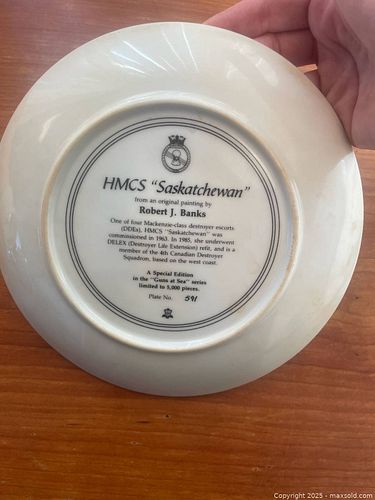 HMCS "Saskatchewan"
from an original painting by
Robert J. Banks
One of four Mackenzie-class destroyer escorts
(DDEs), HMCS "Saskatchewan" was
commissioned in 1963. In 1985, she underwent
DELEX (Destroyer Life Extension) refit, and is a
member of the 4th Canadian Destroyer
Squadron, based on the west coast.
A Special Edition
in the "Guns at Sea" series
limited to 5,000 pieces.
Plate No. 591
Copyright 2025 - maxsold.com